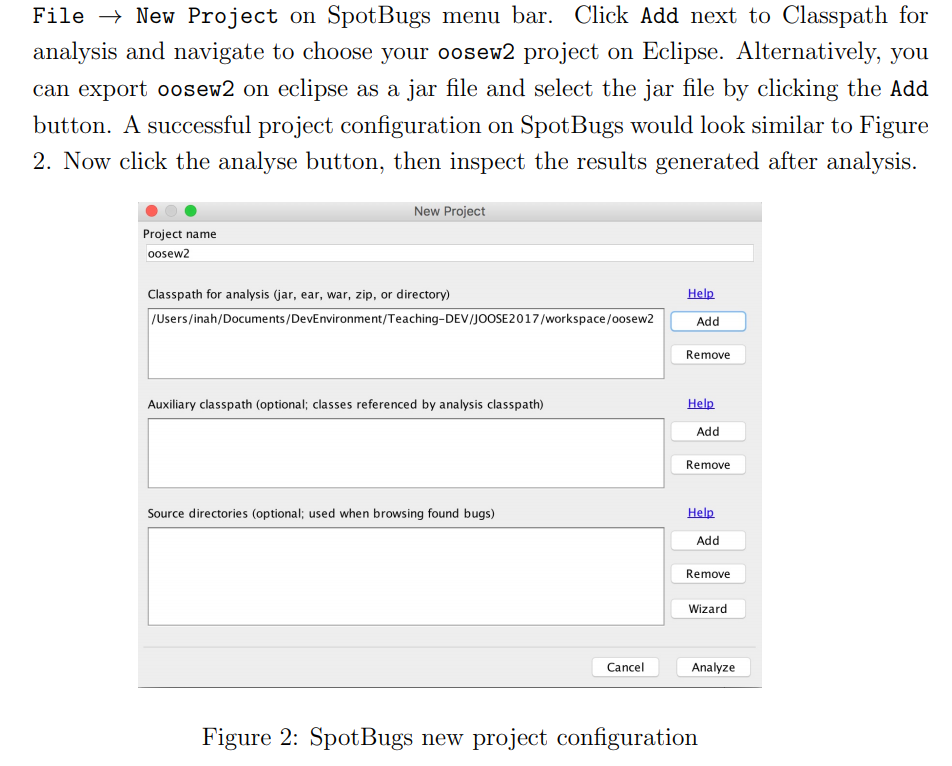 File → New Project on SpotBugs menu bar. Click Add next to Classpath for
analysis and navigate to choose your oosew2 project on Eclipse. Alternatively, you
can export oosew2 on eclipse as a jar file and select the jar file by clicking the Add
button. A successful project configuration on SpotBugs would look similar to Figure
2. Now click the analyse button, then inspect the results generated after analysis.
New Project
Project name
oosew2
Classpath for analysis (jar, ear, war, zip, or directory)
Help
/Users/inah/Documents/DevEnvironment/Teaching-DEV/JOOSE2017/workspace/oosew2
Add
Remove
Auxiliary classpath (optional; classes referenced by analysis classpath)
Help
Add
Remove
Source directories (optional; used when browsing found bugs)
Help
Add
Remove
Wizard
Cancel
Analyze
Figure 2: SpotBugs new project configuration